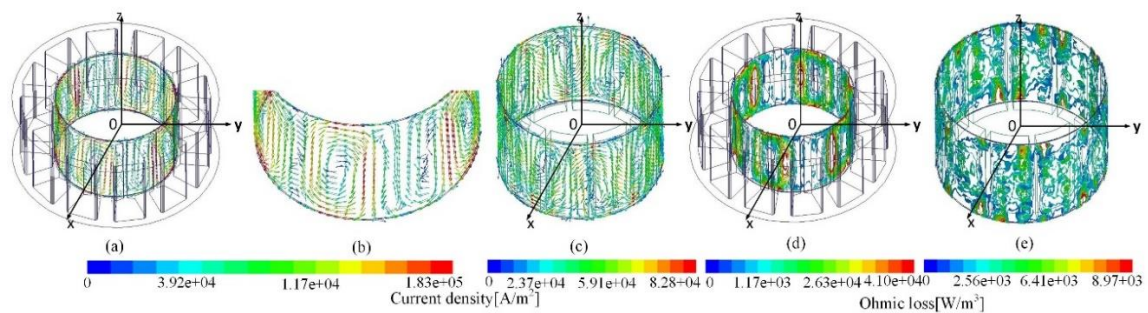 z z z z z
0 y 0 y 0 y 0 y
x x x x
(a) (b) (c) (d) (e)
0 3.92e+04 1.17e+04 1.83e+05 0 2.37e+04 5.91e+04 8.28e+04 0 1.17e+03 2.63e+04 4.10e+04 0 2.56e+03 6.41e+03 8.97e+03
Current density[A/m²] Ohmic loss[W/m³]